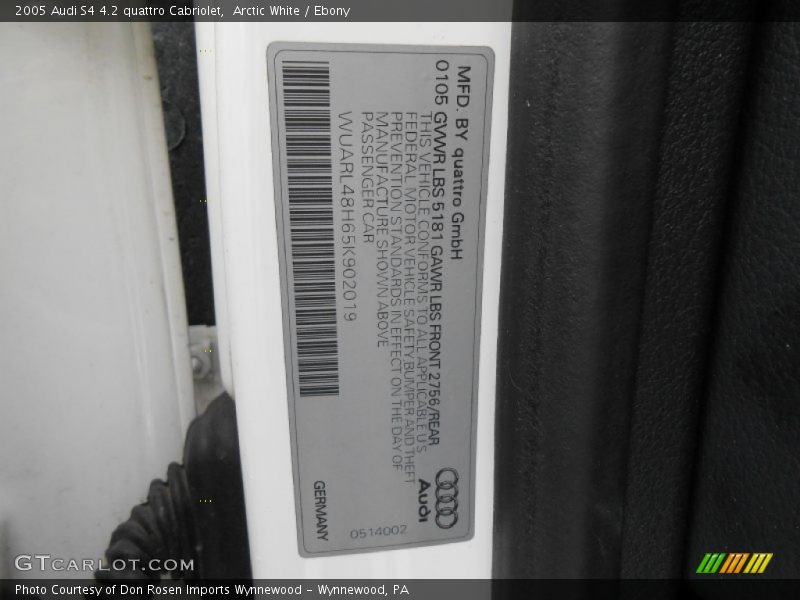 2005 Audi S4 4.2 quattro Cabriolet, Arctic White / Ebony
MFD. BY quattro GmbH
0105 GVWR LBS 5181 GAWR LBS FRONT 2756/REAR
THIS VEHICLE CONFORMS TO ALL APPLICABLE U S
FEDERAL MOTOR VEHICLE SAFETY BUMPER AND THEFT
PREVENTION STANDARDS IN EFFECT ON THE DAY OF
MANUFACTURE SHOWN ABOVE
PASSENGER CAR
WUARL48H65K902019
Audi
0514002
GERMANY
GTCARLOT.COM
Photo Courtesy of Don Rosen Imports Wynnewood – Wynnewood, PA